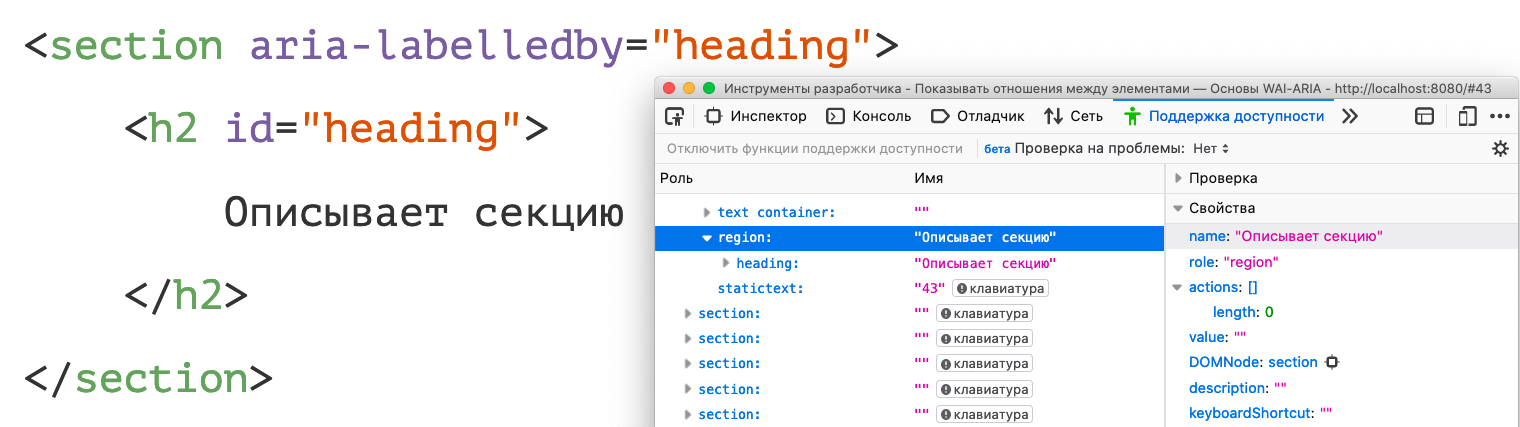 <section aria-labelledby="heading">
<h2 id="heading">
Описывает секцию
</h2>
</section>
Инструменты разработчика - Показывать отношения между элементами — Основы WAI-ARIA - http://localhost:8080/#43
Инспектор Консоль Отладчик Сеть Поддержка доступности
Отключить функции поддержки доступности бета Проверка на проблемы: Нет
Роль Имя
text container: ""
region: "Описывает секцию"
heading: "Описывает секцию"
statictext: "43" клавиатура
section: "" клавиатура
section: "" клавиатура
section: "" клавиатура
section: "" клавиатура
section: "" клавиатура
Проверка
Свойства
name: "Описывает секцию"
role: "region"
actions: []
length: 0
value: ""
DOMNode: section
description: ""
keyboardShortcut: ""